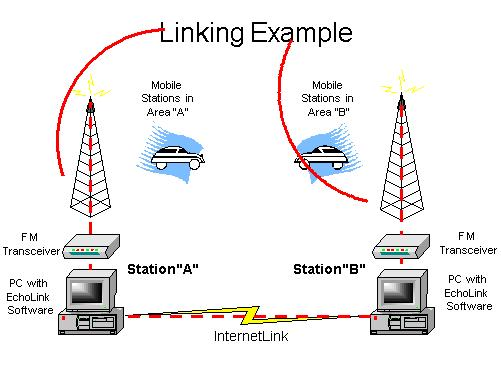 Linking Example
Mobile
Stations in
Area "A"
Mobile
Stations in
Area "B"
FM
Transceiver
Station"A"
PC with
EchoLink
Software
Station"B"
FM
Transceiver
PC with
EchoLink
Software
InternetLink